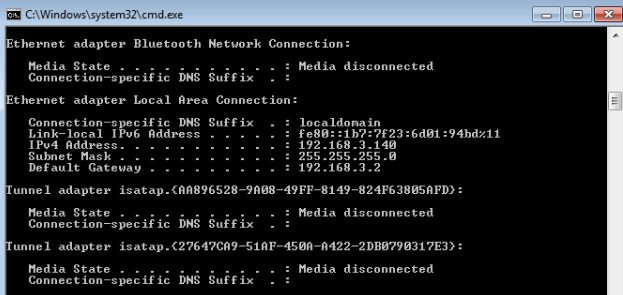 C:\Windows\system32\cmd.exe
Ethernet adapter Bluetooth Network Connection:
Media State . . . . . . . . . . . : Media disconnected
Connection-specific DNS Suffix . :
Ethernet adapter Local Area Connection:
Connection-specific DNS Suffix . : localdomain
Link-local IPv6 Address . . . . . : fe80::1b7:7f23:6d01:94bd%11
IPv4 Address. . . . . . . . . . . : 192.168.3.140
Subnet Mask . . . . . . . . . . . : 255.255.255.0
Default Gateway . . . . . . . . . : 192.168.3.2
Tunnel adapter isatap.{AA896528-9A08-49FF-8149-824F63805AFD}:
Media State . . . . . . . . . . . : Media disconnected
Connection-specific DNS Suffix . :
Tunnel adapter isatap.{27647CA9-51AF-450A-A422-2DB0790317E3}:
Media State . . . . . . . . . . . : Media disconnected
Connection-specific DNS Suffix . :